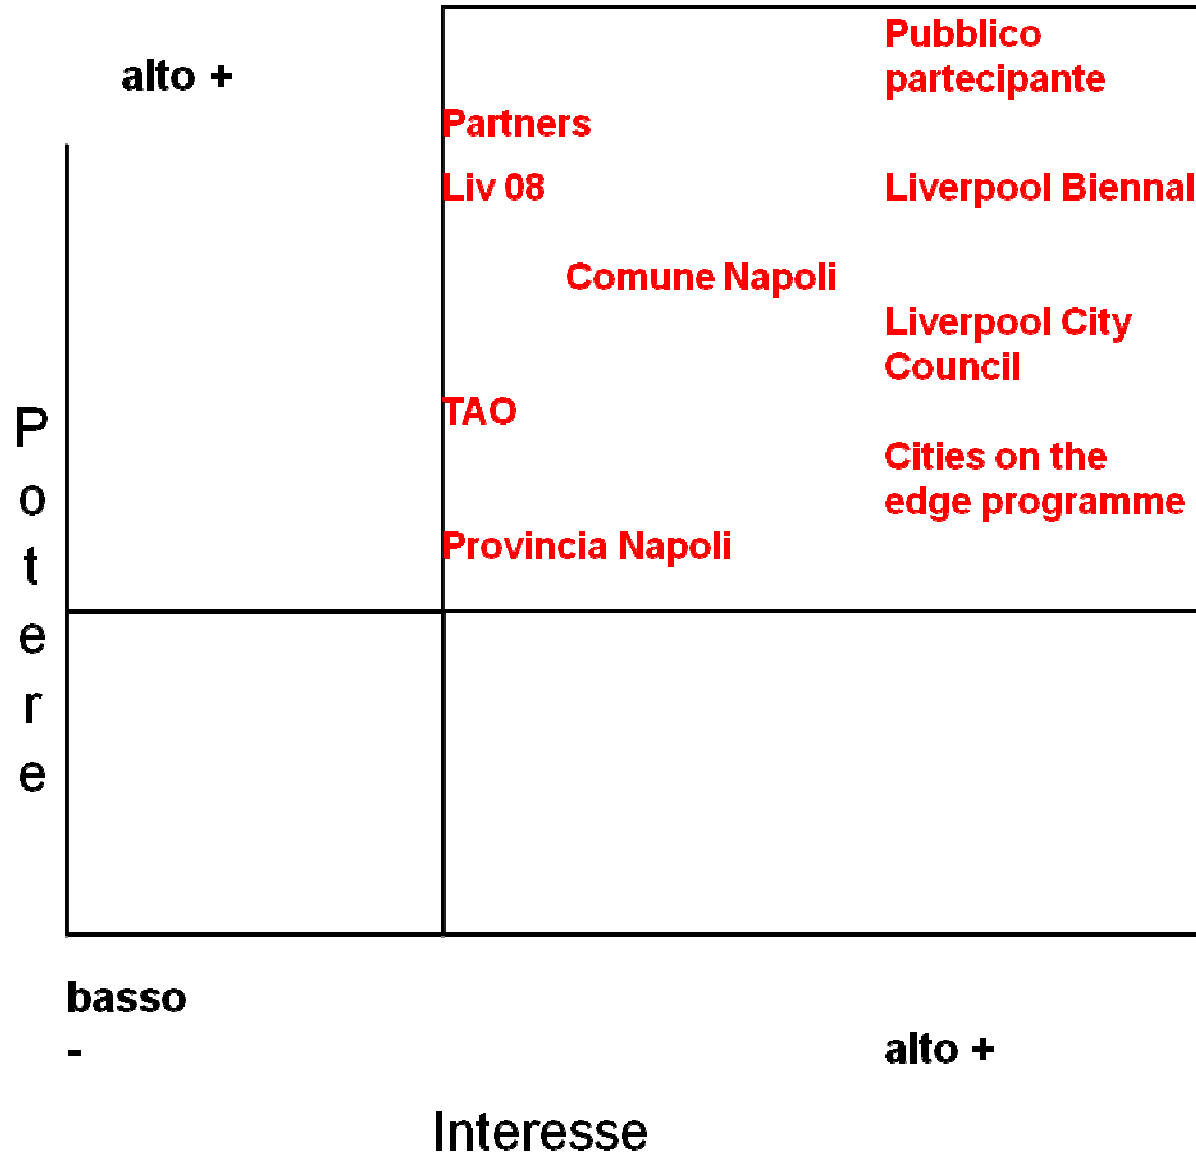 Pubblico
partecipante
alto +
Partners
Liv 08
Liverpool Biennal
Comune Napoli
Liverpool City
Council
TAO
Cities on the
edge programme
Provincia Napoli
Potere
basso
-
alto +
Interesse